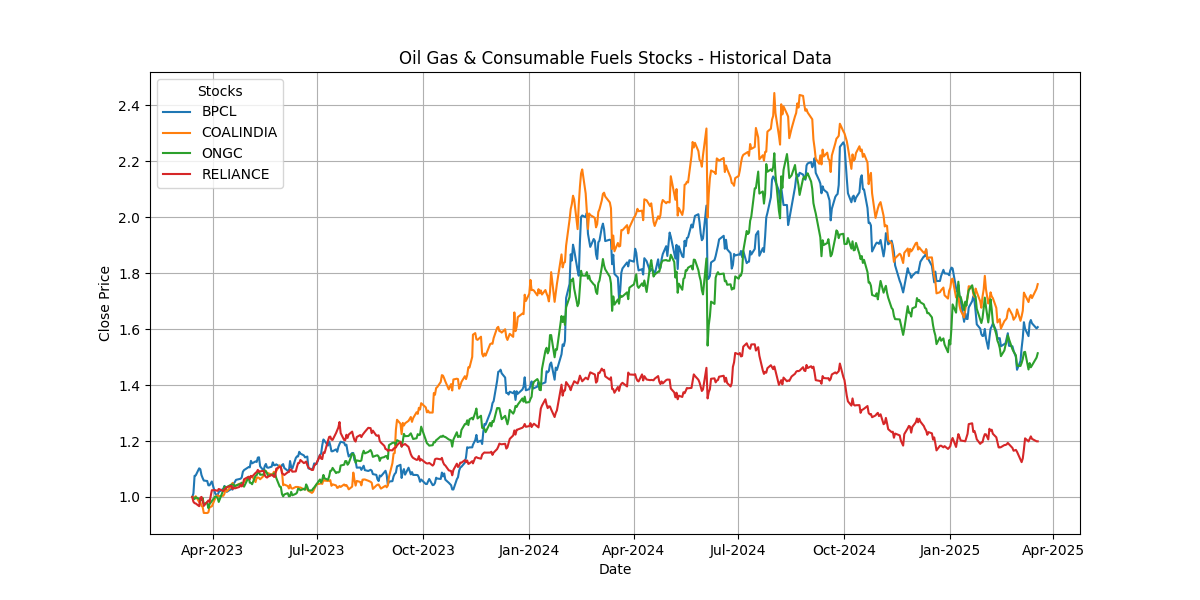 Oil Gas & Consumable Fuels Stocks - Historical Data
Stocks
BPCL
COALINDIA
ONGC
RELIANCE
Close Price
2.4
2.2
2.0
1.8
1.6
1.4
1.2
1.0
Apr-2023
Jul-2023
Oct-2023
Jan-2024
Apr-2024
Jul-2024
Oct-2024
Jan-2025
Apr-2025
Date